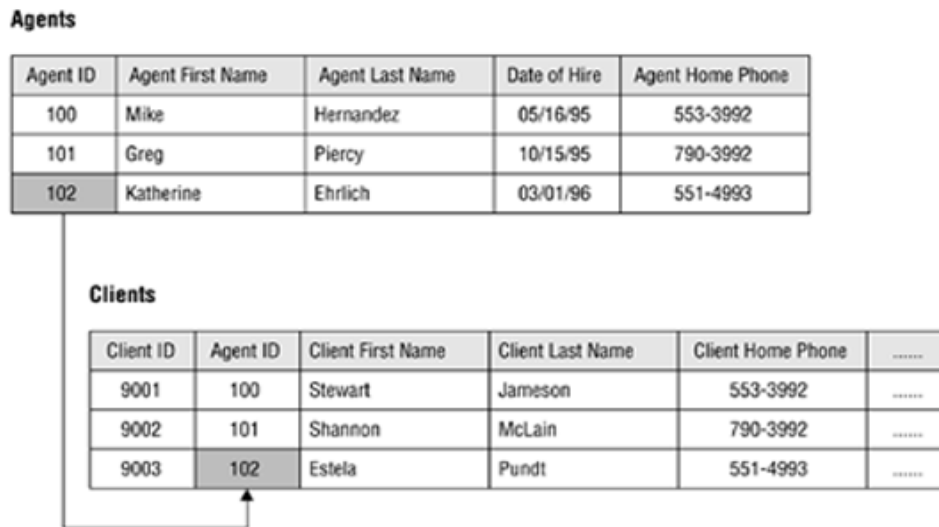 Agents
Agent ID Agent First Name Agent Last Name Date of Hire Agent Home Phone
100 Mike Hernandez 05/16/95 553-3992
101 Greg Piercy 10/15/95 790-3992
102 Katherine Ehrlich 03/01/96 551-4993
Clients
Client ID Agent ID Client First Name Client Last Name Client Home Phone ......
9001 100 Stewart Jameson 553-3992 ......
9002 101 Shannon McLain 790-3992 ......
9003 102 Estela Pundt 551-4993 ......